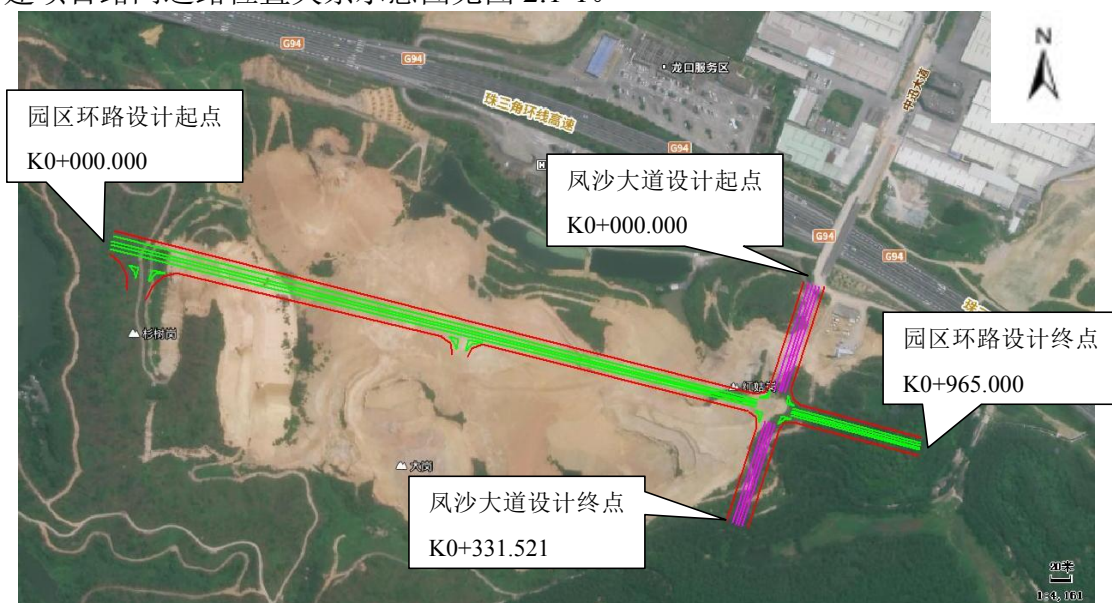 建项目路网道路位置关系示意图见图 2.1-1。
N
G94
G94
龙口服务区
珠三角环线高速
园区环路设计起点
K0+000.000
G94
凤沙大道设计起点
K0+000.000
G94
G94
园区环路设计终点
K0+965.000
杉树岗
大岗
凤沙大道设计终点
K0+331.521
20米
1:4,161